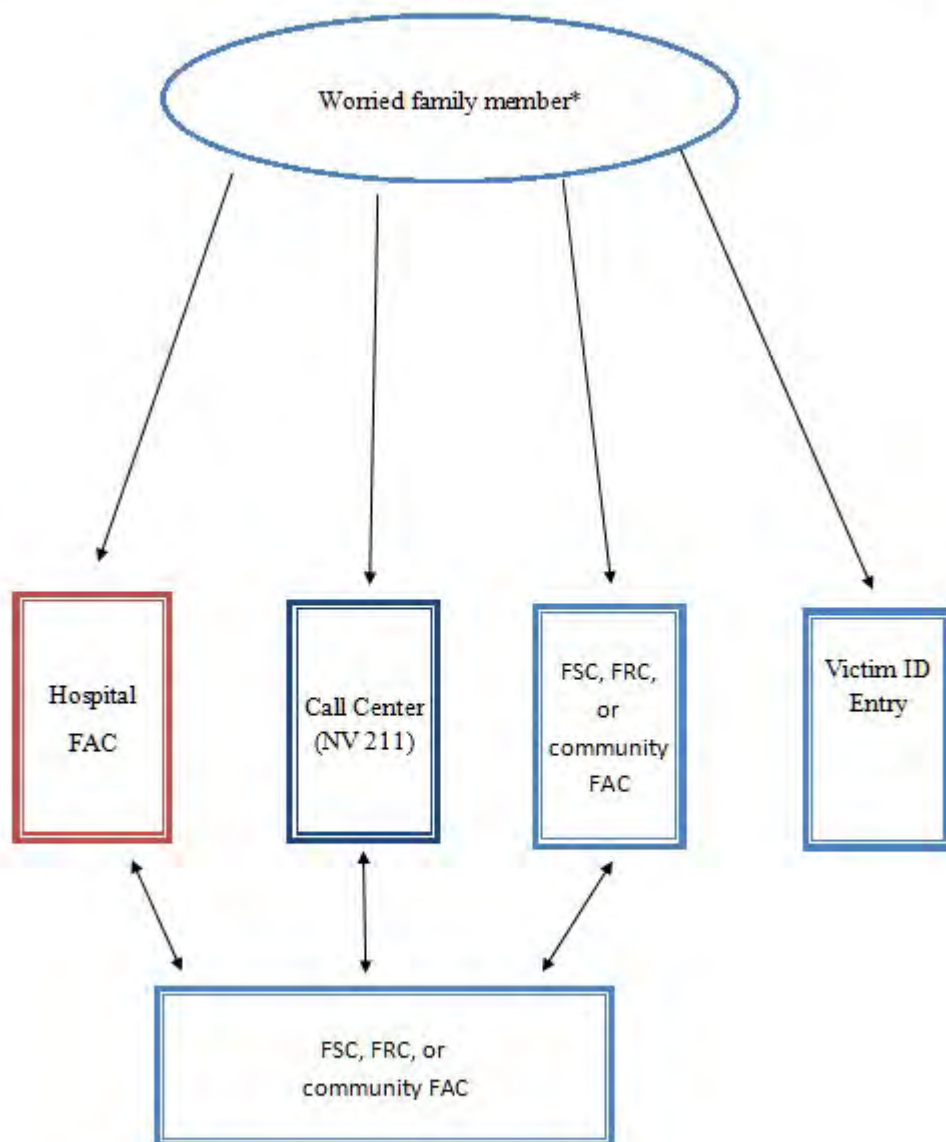 Worried family member*
Hospital
FAC
Call Center
(NV 211)
FSC, FRC,
or
community
FAC
Victim ID
Entry
FSC, FRC, or
community FAC